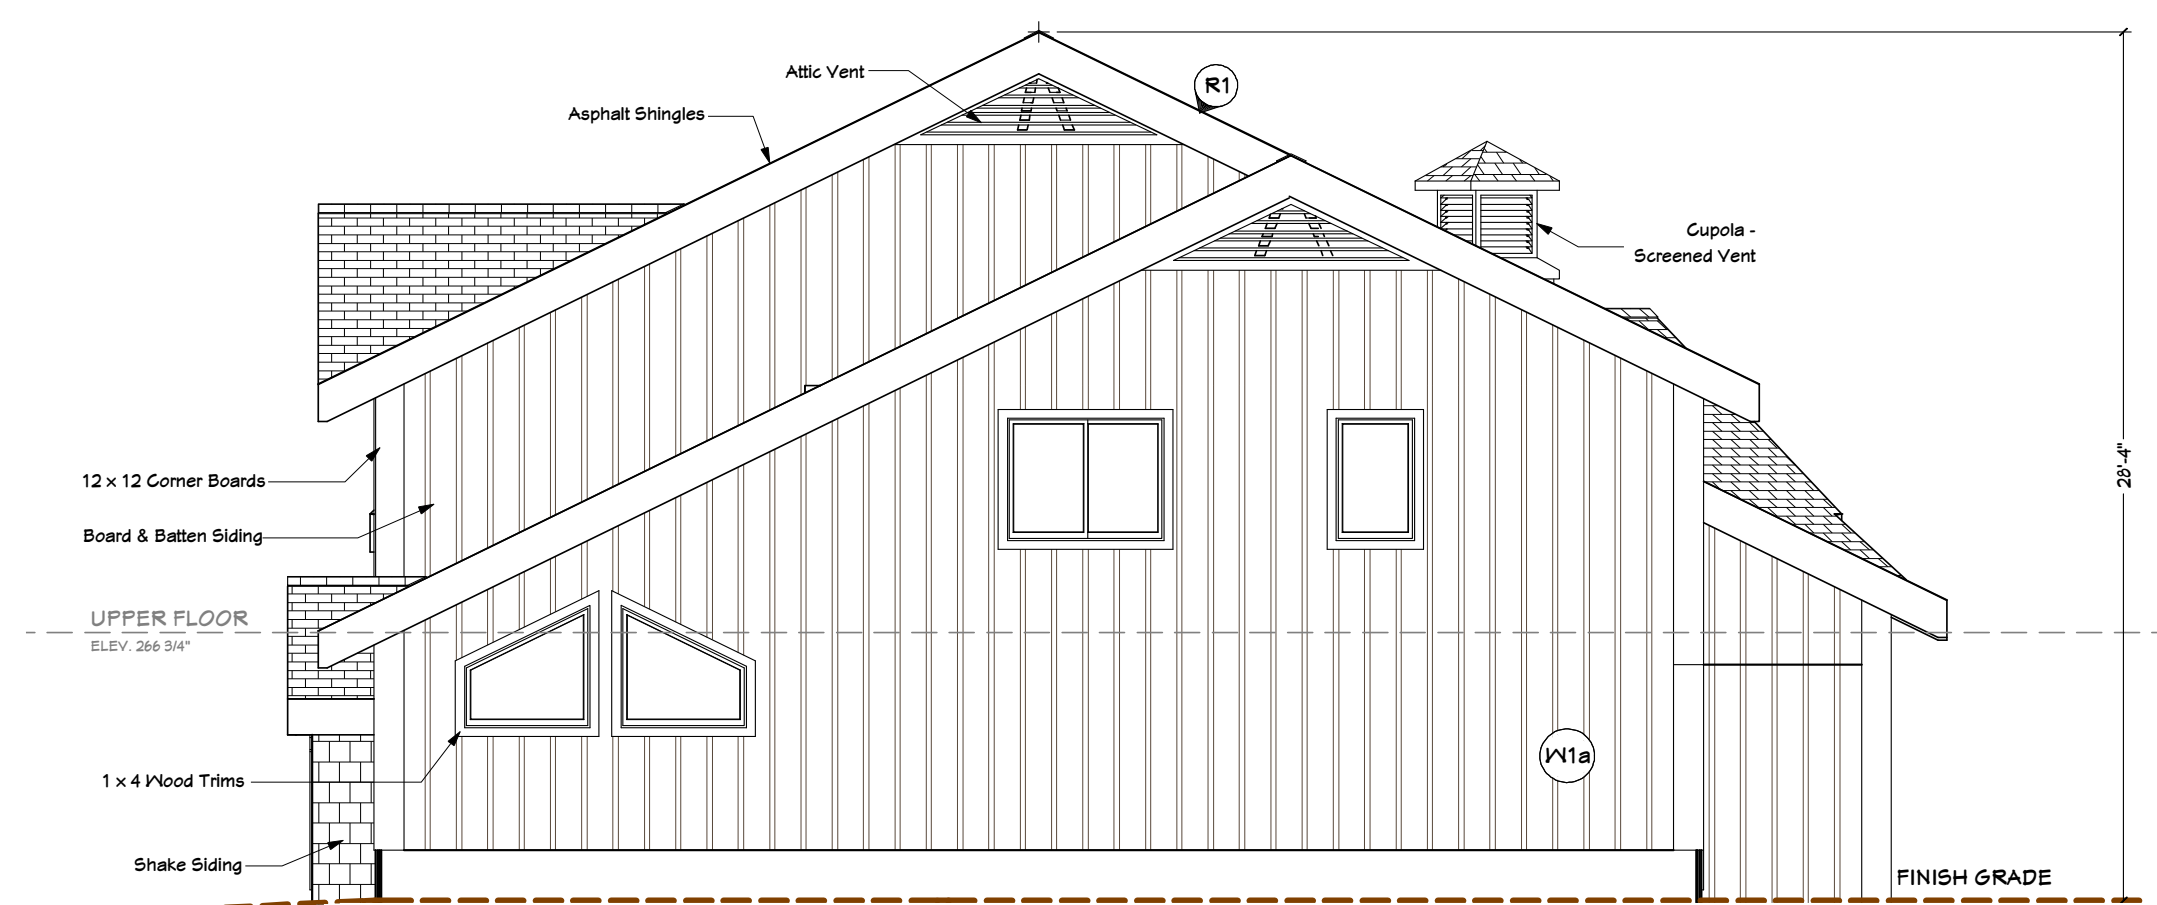 Attic Vent
R1
Asphalt Shingles
Cupola -
Screened Vent
28'-4"
12 x 12 Corner Boards
Board & Batten Siding
UPPER FLOOR
ELEV. 266 3/4"
W1a
1 x 4 Wood Trims
Shake Siding
FINISH GRADE